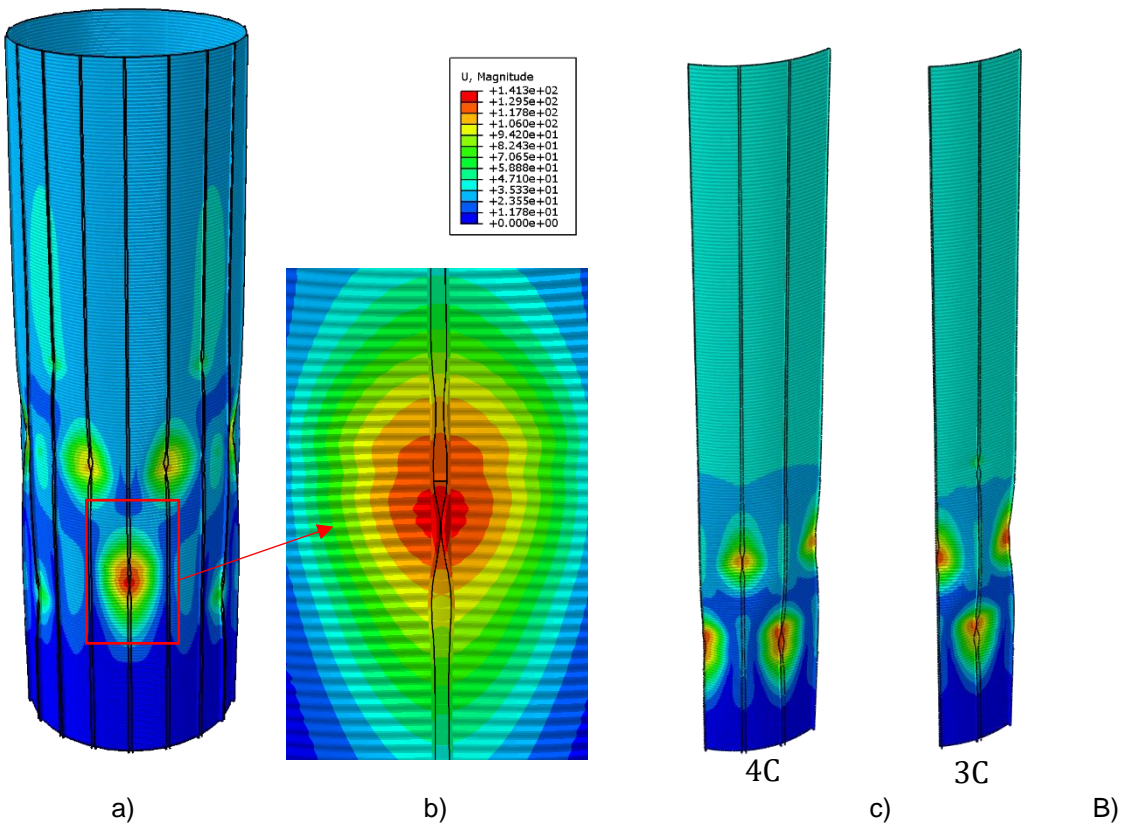 U, Magnitude
+1.413e+02
+1.295e+02
+1.178e+02
+1.060e+02
+9.420e+01
+8.243e+01
+7.065e+01
+5.888e+01
+4.710e+01
+3.533e+01
+2.355e+01
+1.178e+01
+0.000e+00
4C 3C
a) b) c) B)